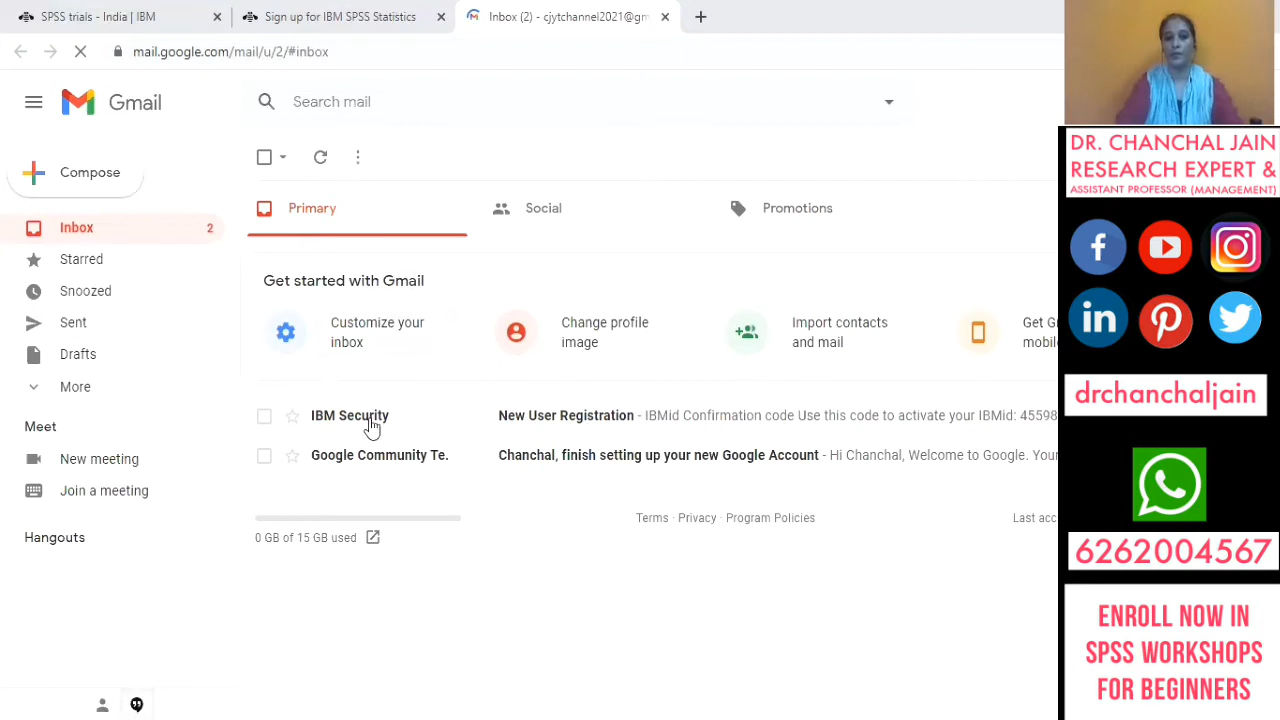 SPSS trials - India | IBM
Sign up for IBM SPSS Statistics
Inbox (2) - cjytchannel2021@gm
mail.google.com/mail/u/2/#inbox
Gmail
Search mail
Compose
Primary
Social
Promotions
Inbox 2
Starred
Snoozed
Sent
Drafts
More
Get started with Gmail
Customize your
inbox
Change profile
image
Import contacts
and mail
Get G
mobile
IBM Security New User Registration - IBMid Confirmation code Use this code to activate your IBMid: 45598
Google Community Te. Chanchal, finish setting up your new Google Account - Hi Chanchal, Welcome to Google. Your
Meet
New meeting
Join a meeting
Hangouts
Terms · Privacy · Program Policies
Last acc
0 GB of 15 GB used
DR. CHANCHAL JAIN
RESEARCH EXPERT &
ASSISTANT PROFESSOR (MANAGEMENT)
drchanchaljain
6262004567
ENROLL NOW IN
SPSS WORKSHOPS
FOR BEGINNERS